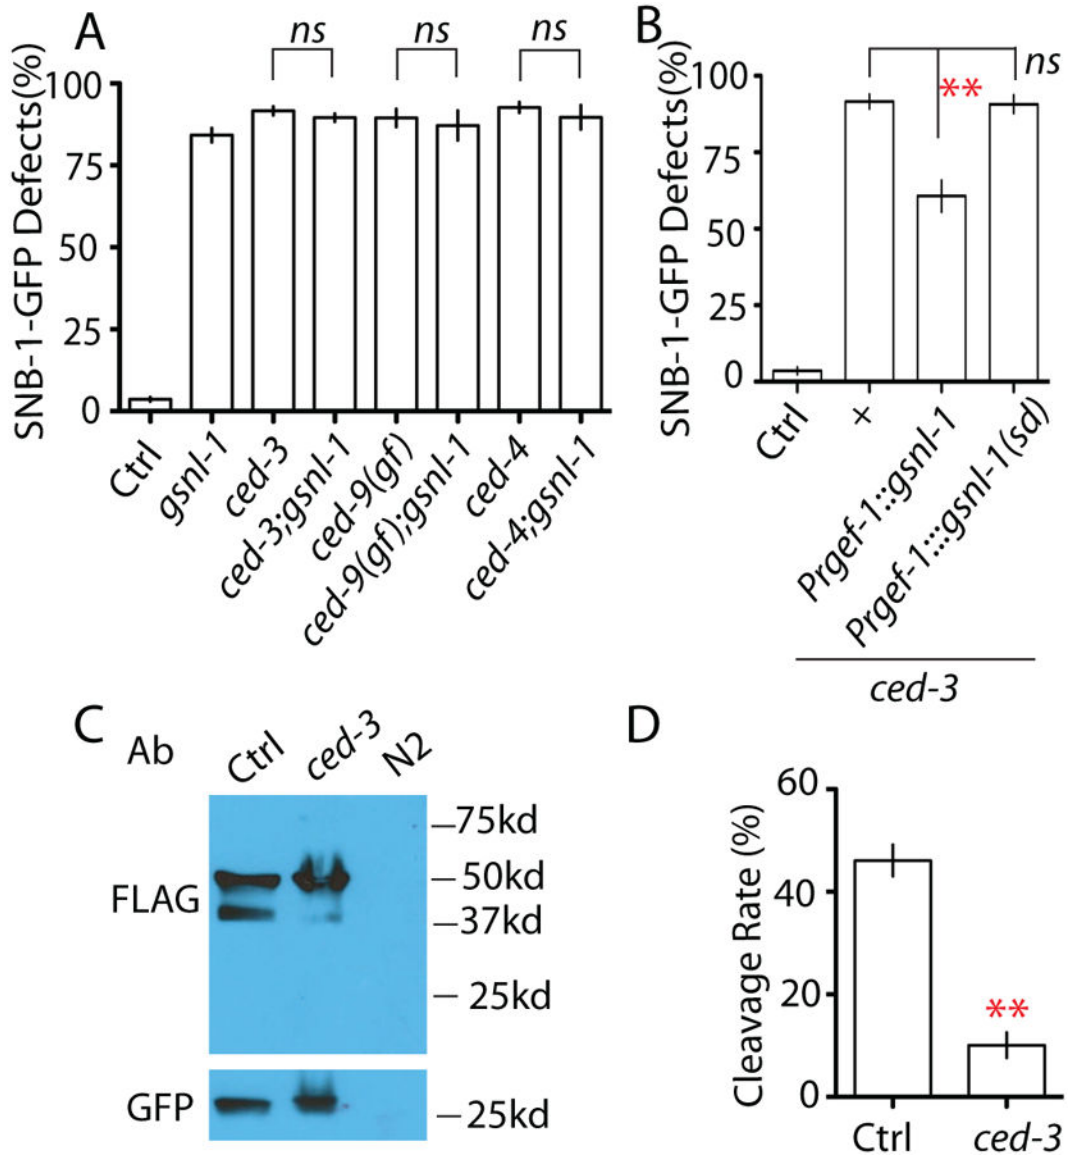 A
SNB-1-GFP Defects(%)
100
75
50
25
0
ns
ns
ns
Ctrl
gsnl-1
ced-3
ced-3;gsnl-1
ced-9(gf)
ced-9(gf);gsnl-1
ced-4
ced-4;gsnl-1
B
SNB-1-GFP Defects(%)
100
75
50
25
0
**
ns
Ctrl
+
Prgef-1::gsnl-1
Prgef-1:::gsnl-1(sd)
ced-3
C
Ab
Ctrl
ced-3
N2
FLAG
75kd
50kd
37kd
25kd
GFP
25kd
D
Cleavage Rate (%)
60
40
20
0
**
Ctrl
ced-3